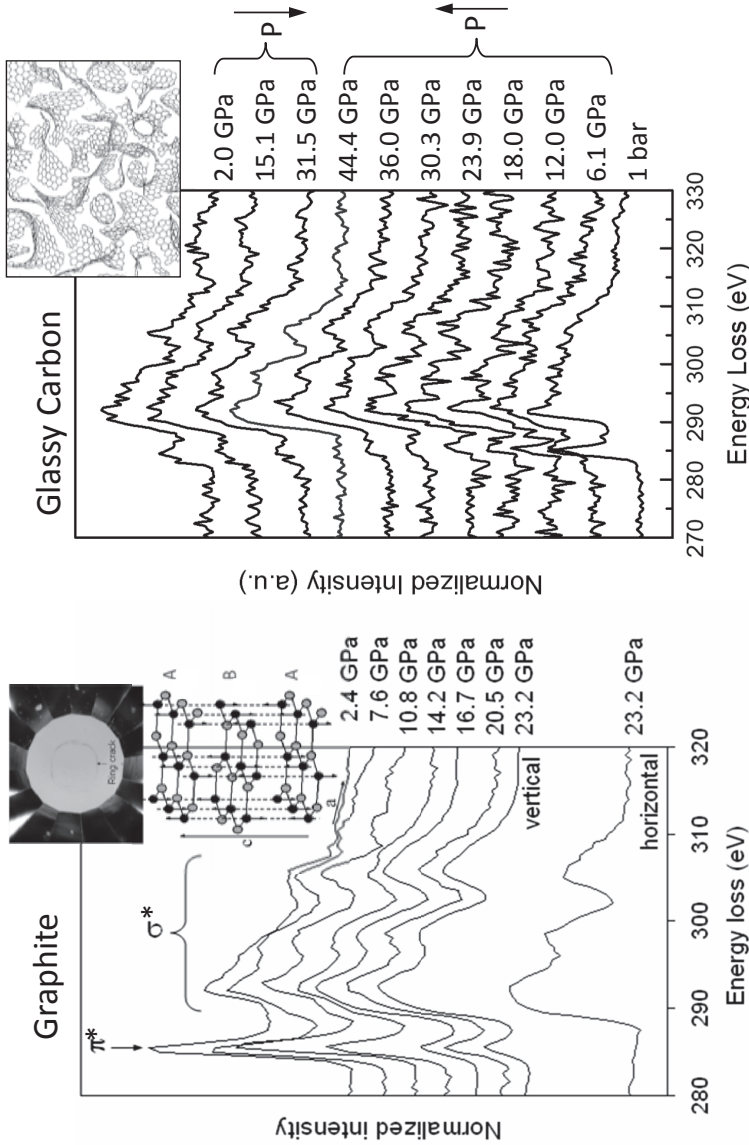 Graphite
Ring crack
π*
σ*
A
B
A
c
a
2.4 GPa
7.6 GPa
10.8 GPa
14.2 GPa
16.7 GPa
20.5 GPa
23.2 GPa
vertical
23.2 GPa
horizontal
280 290 300 310 320
Energy loss (eV)
Normalized intensity
Glassy Carbon
2.0 GPa
15.1 GPa
31.5 GPa
P
44.4 GPa
36.0 GPa
30.3 GPa
23.9 GPa
18.0 GPa
12.0 GPa
6.1 GPa
P
1 bar
270 280 290 300 310 320 330
Energy Loss (eV)
Normalized Intensity (a.u.)